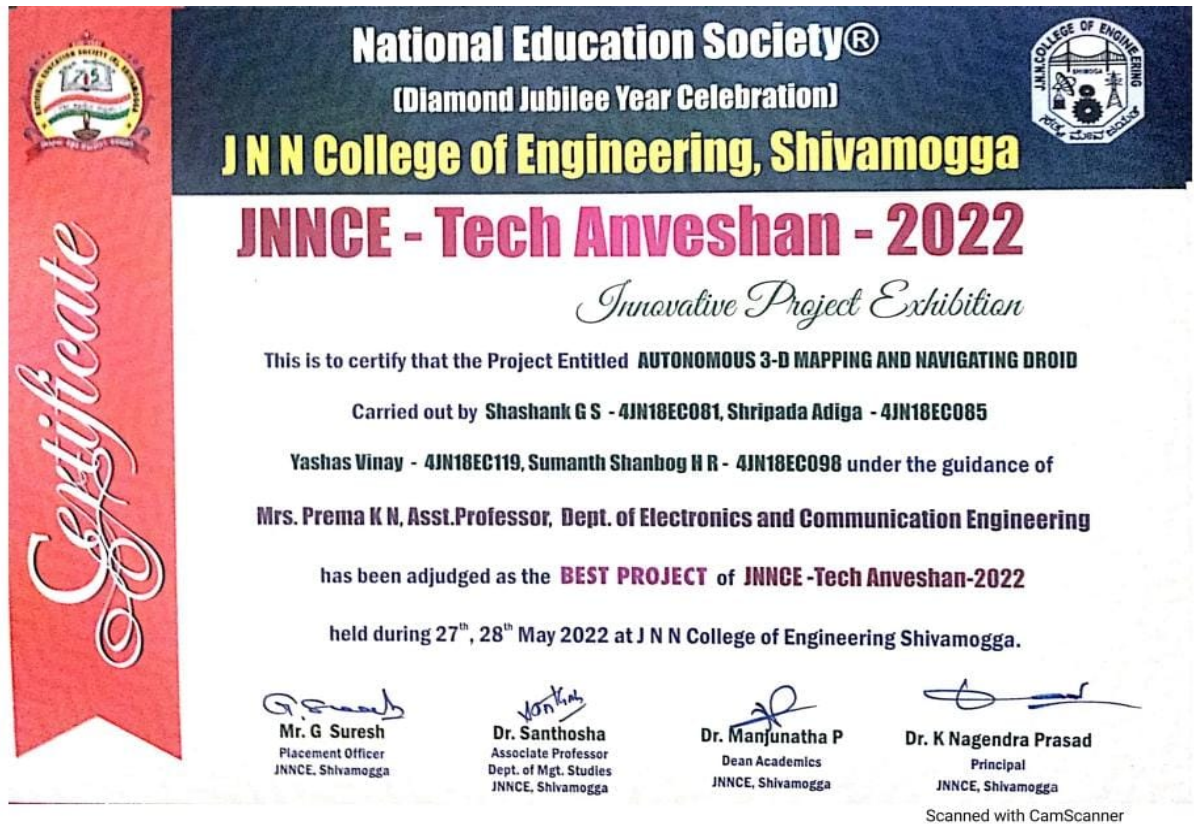 National Education Society®
(Diamond Jubilee Year Celebration)
J N N College of Engineering, Shivamogga
J.N.N.COLLEGE OF ENGINEERING
SHIMOGA
Certificate
JNNCE - Tech Anveshan - 2022
Innovative Project Exhibition
This is to certify that the Project Entitled AUTONOMOUS 3-D MAPPING AND NAVIGATING DROID
Carried out by Shashank G S - 4JN18EC081, Shripada Adiga - 4JN18EC085
Yashas Vinay - 4JN18EC119, Sumanth Shanbog H R - 4JN18EC098 under the guidance of
Mrs. Prema K N, Asst.Professor, Dept. of Electronics and Communication Engineering
has been adjudged as the BEST PROJECT of JNNCE -Tech Anveshan-2022
held during 27th, 28th May 2022 at J N N College of Engineering Shivamogga.
Mr. G Suresh
Placement Officer
JNNCE, Shivamogga
Dr. Santhosha
Associate Professor
Dept. of Mgt. Studies
JNNCE, Shivamogga
Dr. Manjunatha P
Dean Academics
JNNCE, Shivamogga
Dr. K Nagendra Prasad
Principal
JNNCE, Shivamogga
Scanned with CamScanner